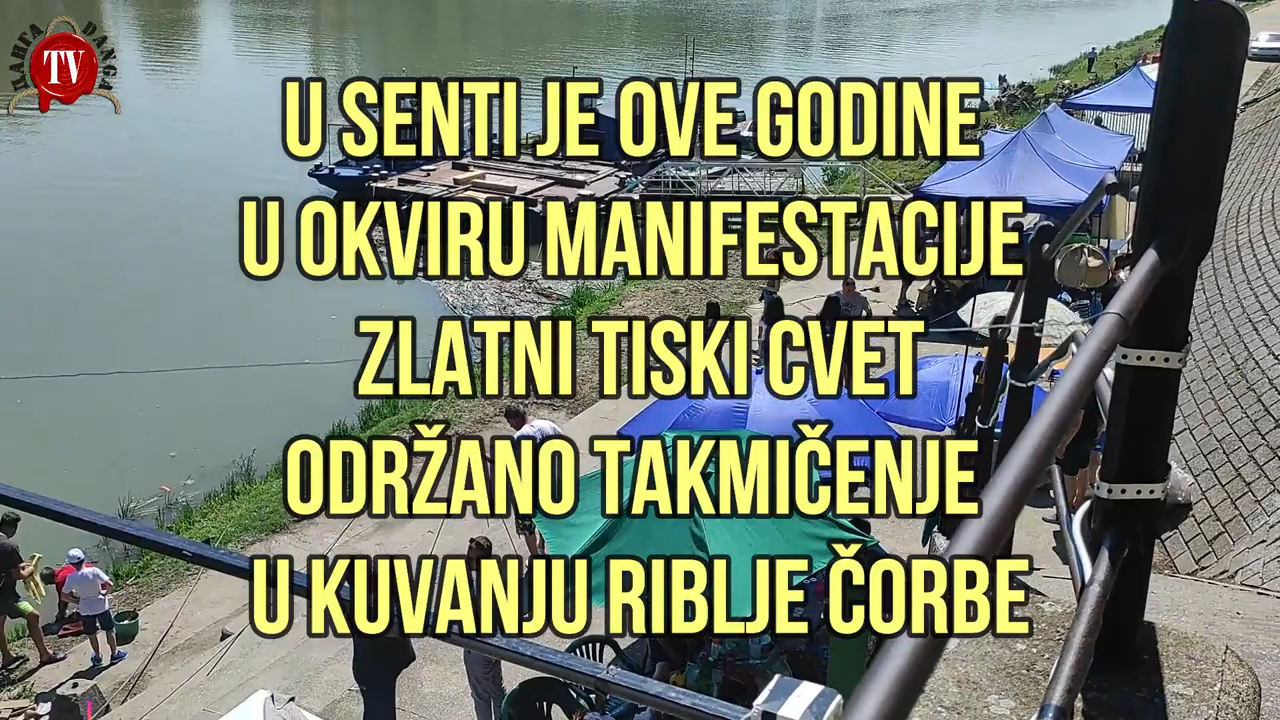 TV
U SENTI JE OVE GODINE
U OKVIRU MANIFESTACIJE
ZLATNI TISKI CVET
ODRŽANO TAKMIČENJE
U KUVANJU RIBLJE ČORBE